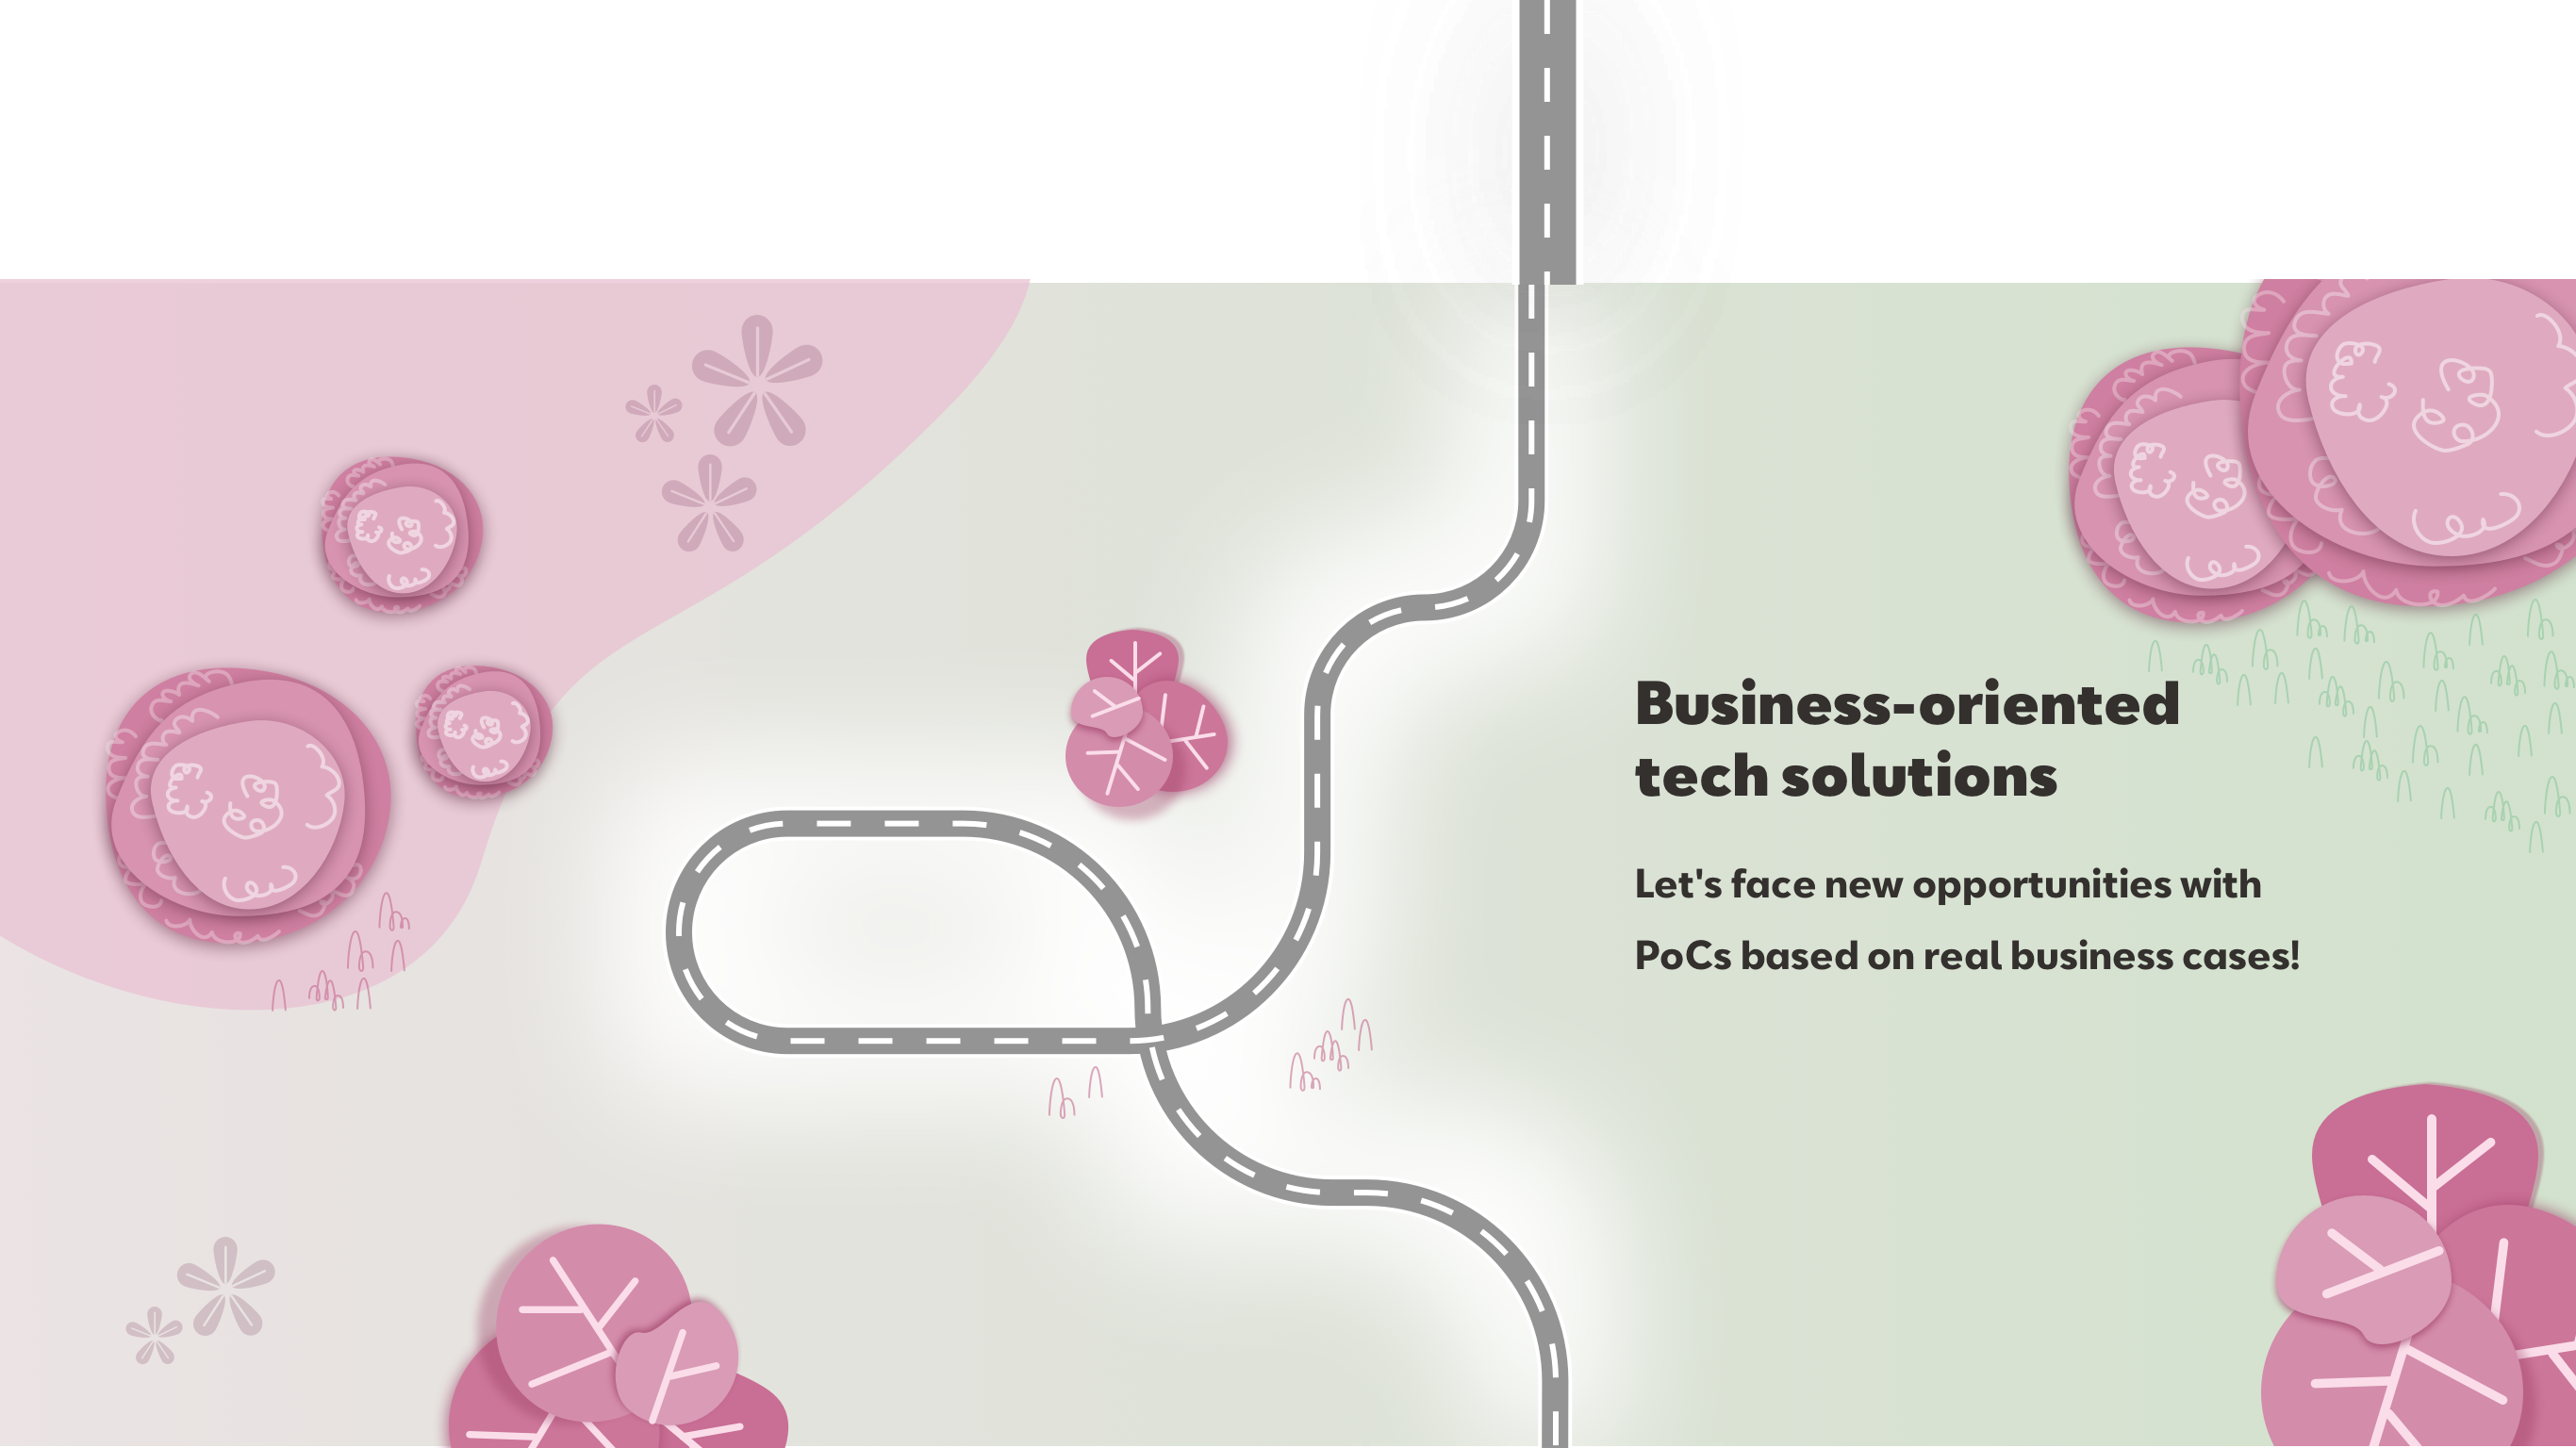 Business-oriented
tech solutions
Let's face new opportunities with
PoCs based on real business cases!